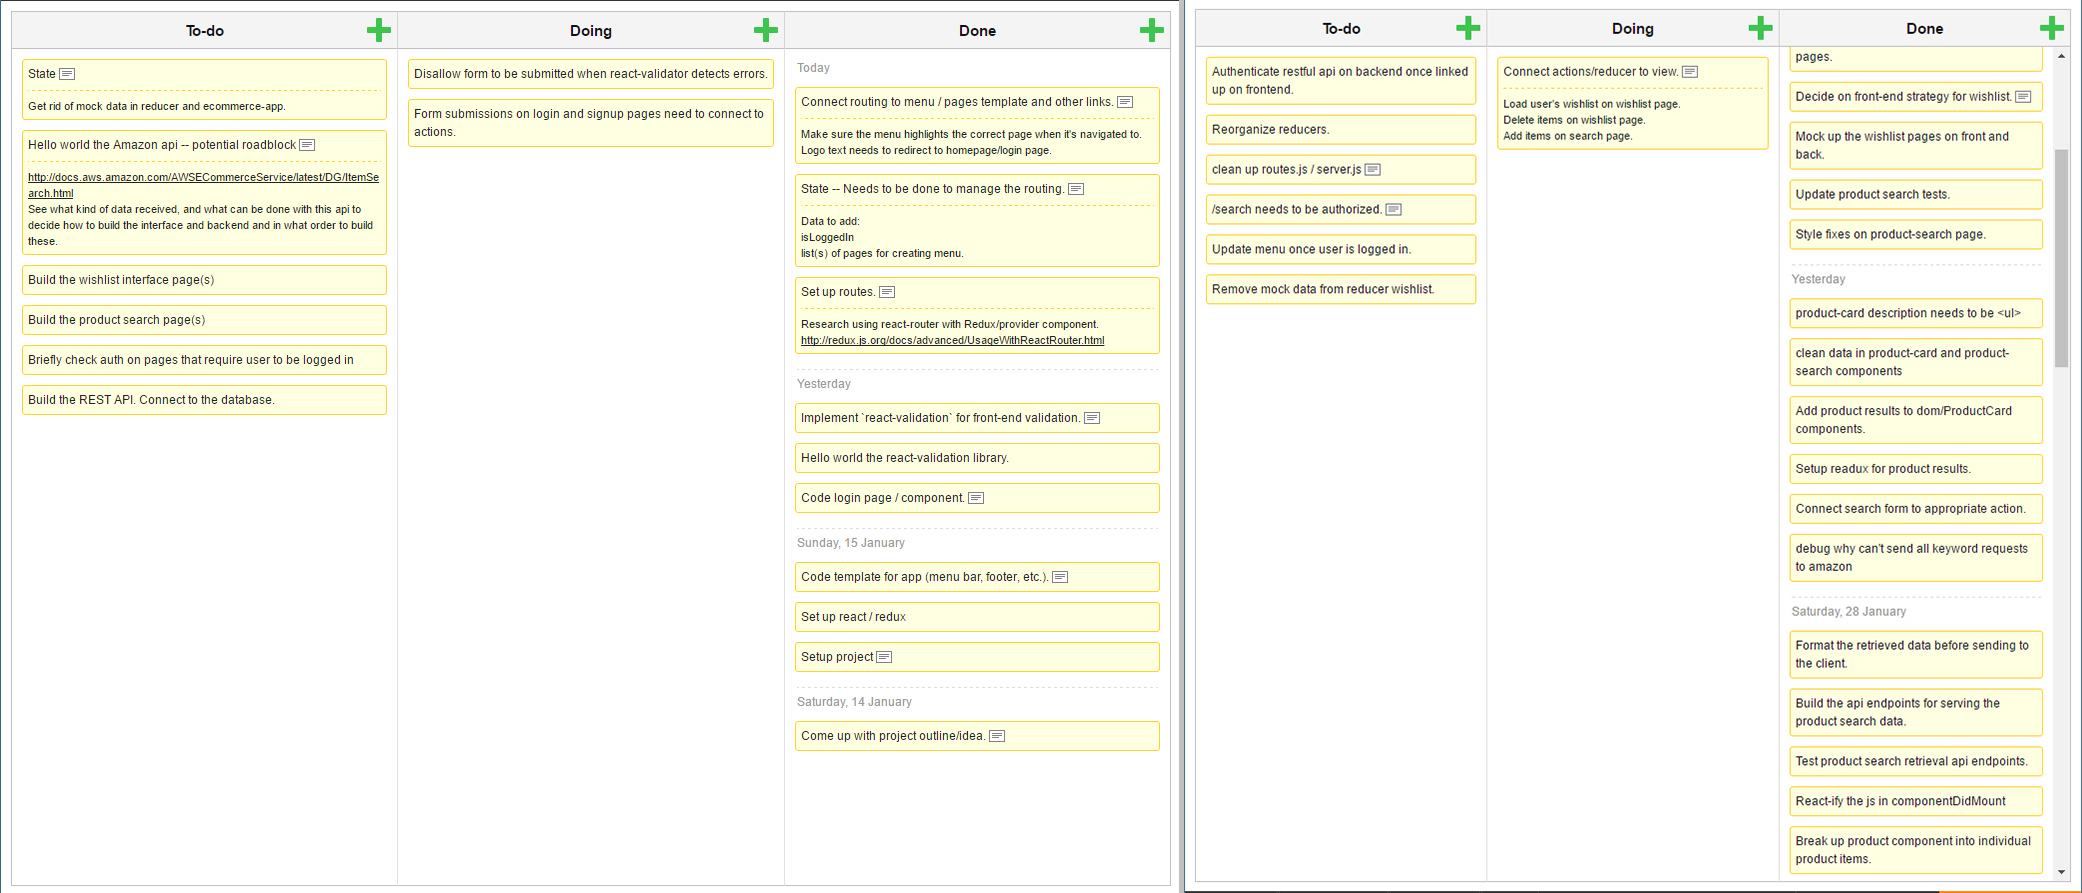 To-do
State
Get rid of mock data in reducer and ecommerce-app.
Hello world the Amazon api -- potential roadblock
http://docs.aws.amazon.com/AWSECommerceService/latest/DG/ItemSe
arch.html
See what kind of data received, and what can be done with this api to
decide how to build the interface and backend and in what order to build
these.
Build the wishlist interface page(s)
Build the product search page(s)
Briefly check auth on pages that require user to be logged in
Build the REST API. Connect to the database.
Doing
Disallow form to be submitted when react-validator detects errors.
Form submissions on login and signup pages need to connect to
actions.
Done
Today
Connect routing to menu / pages template and other links.
Make sure the menu highlights the correct page when it's navigated to.
Logo text needs to redirect to homepage/login page.
State -- Needs to be done to manage the routing.
Data to add:
isLoggedIn
list(s) of pages for creating menu.
Set up routes.
Research using react-router with Redux/provider component.
http://redux.js.org/docs/advanced/UsageWithReactRouter.html
Yesterday
Implement `react-validation` for front-end validation.
Hello world the react-validation library.
Code login page / component.
Sunday, 15 January
Code template for app (menu bar, footer, etc.).
Set up react / redux
Setup project
Saturday, 14 January
Come up with project outline/idea.
To-do
Authenticate restful api on backend once linked
up on frontend.
Reorganize reducers.
clean up routes.js / server.js
/search needs to be authorized.
Update menu once user is logged in.
Remove mock data from reducer wishlist.
Doing
Connect actions/reducer to view.
Load user's wishlist on wishlist page.
Delete items on wishlist page.
Add items on search page.
Done
pages.
Decide on front-end strategy for wishlist.
Mock up the wishlist pages on front and
back.
Update product search tests.
Style fixes on product-search page.
Yesterday
product-card description needs to be <ul>
clean data in product-card and product-
search components
Add product results to dom/ProductCard
components.
Setup readux for product results.
Connect search form to appropriate action.
debug why can't send all keyword requests
to amazon
Saturday, 28 January
Format the retrieved data before sending to
the client.
Build the api endpoints for serving the
product search data.
Test product search retrieval api endpoints.
React-ify the js in componentDidMount
Break up product component into individual
product items.